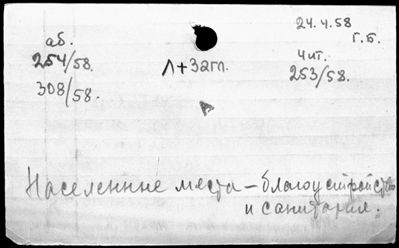 24.4.58
г.б.
аб.
254/58.
308/58.
Л+3агл.
Чит.
253/58.
Населенные места – благоустройство
и санитария.